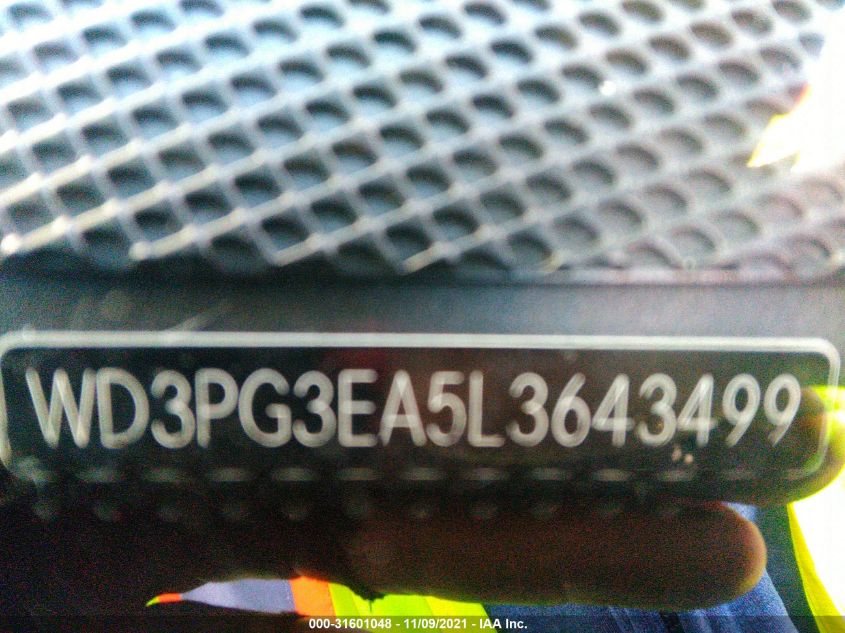 WD3PG3EA5L3643499
000-31601048 - 11/09/2021 - IAA Inc.